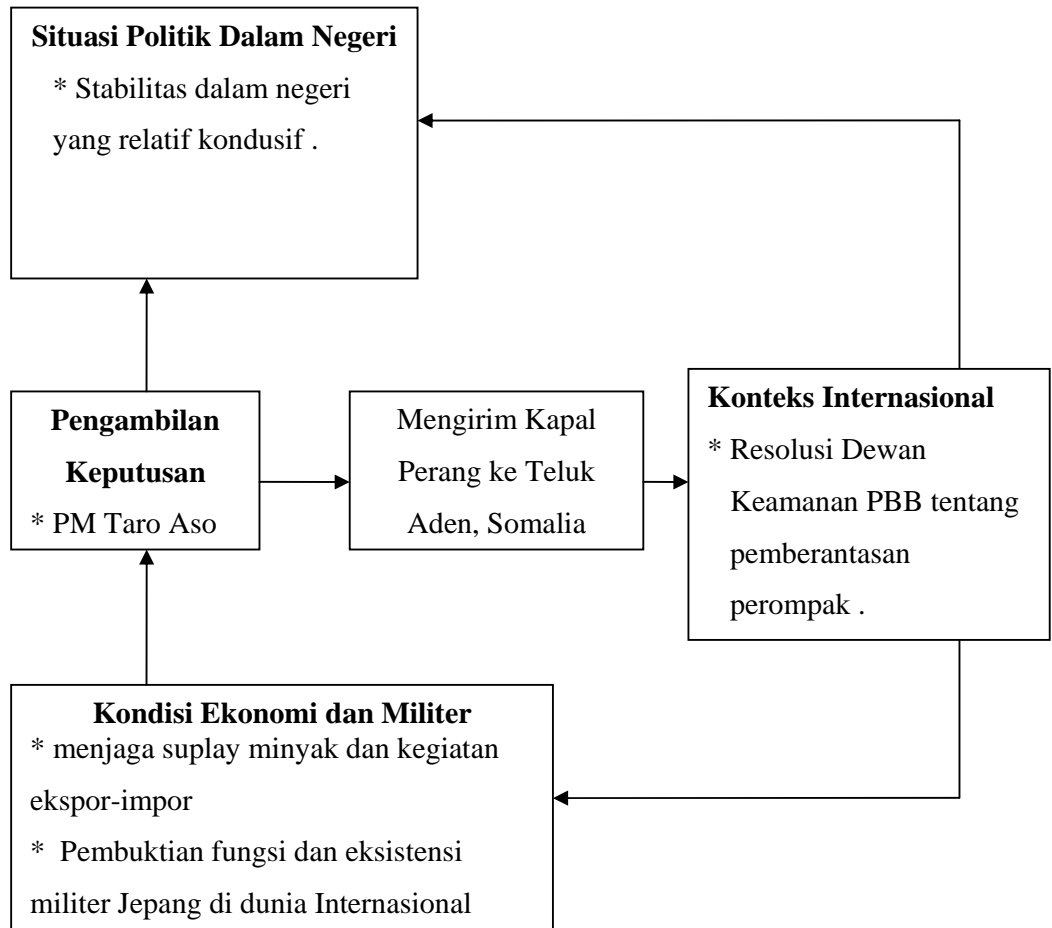 Situasi Politik Dalam Negeri
* Stabilitas dalam negeri
yang relatif kondusif .
Pengambilan
Keputusan
* PM Taro Aso
Mengirim Kapal
Perang ke Teluk
Aden, Somalia
Konteks Internasional
* Resolusi Dewan
Keamanan PBB tentang
pemberantasan
perompak .
Kondisi Ekonomi dan Militer
* menjaga suplay minyak dan kegiatan
ekspor-impor
* Pembuktian fungsi dan eksistensi
militer Jepang di dunia Internasional